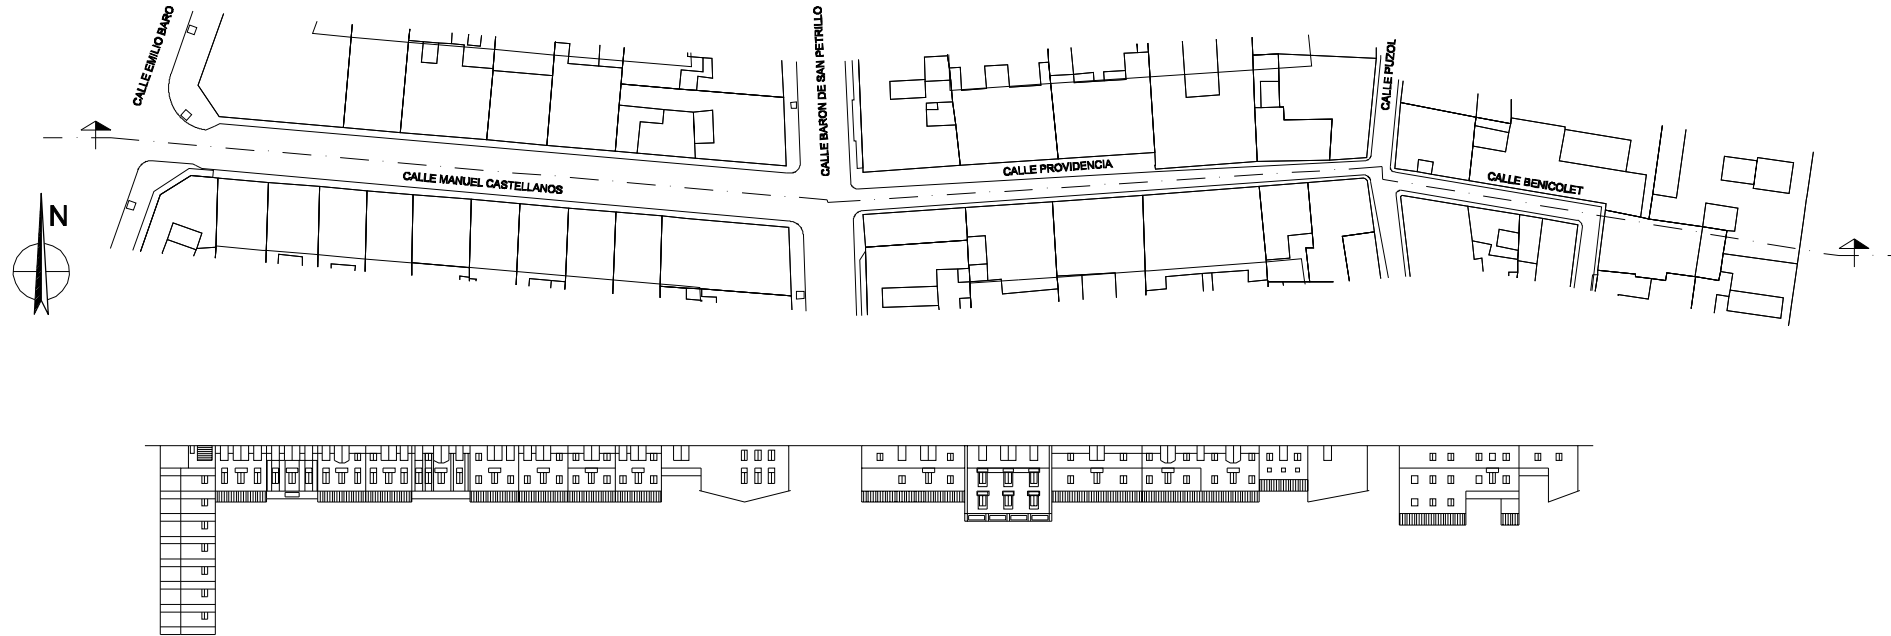 CALLE EMILIO BARO
CALLE BARON DE SAN PETRILLO
CALLE PUZOL
CALLE MANUEL CASTELLANOS
CALLE PROVIDENCIA
CALLE BENICOLET
N